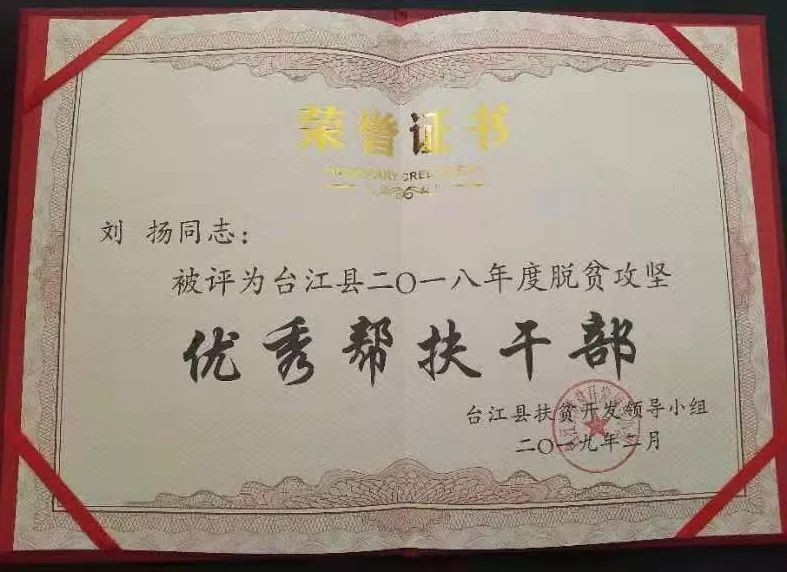 荣誉证书
刘 扬同志：
被评为台江县二〇一八年度脱贫攻坚
优秀帮扶干部
台江县扶贫开发领导小组
二〇一九年二月